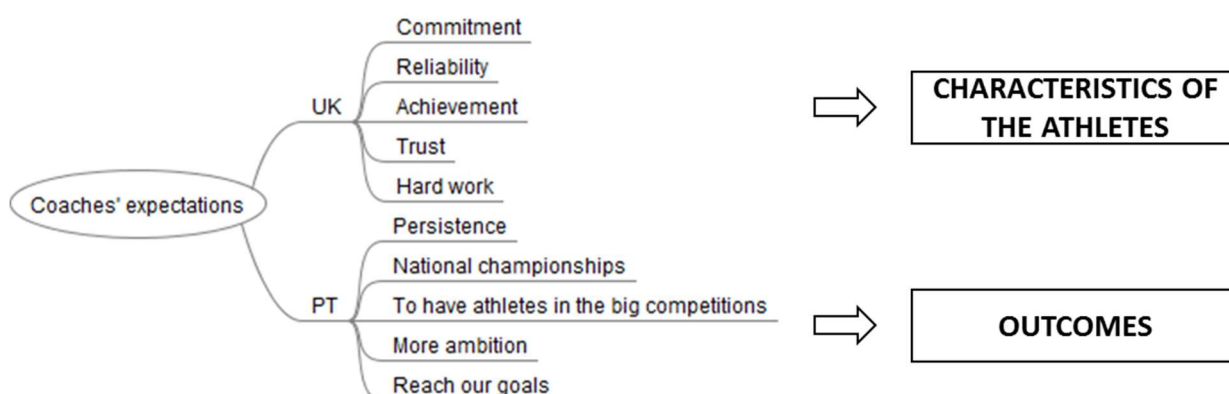 Coaches' expectations
UK
Commitment
Reliability
Achievement
Trust
Hard work
CHARACTERISTICS OF
THE ATHLETES
PT
Persistence
National championships
To have athletes in the big competitions
More ambition
Reach our goals
OUTCOMES